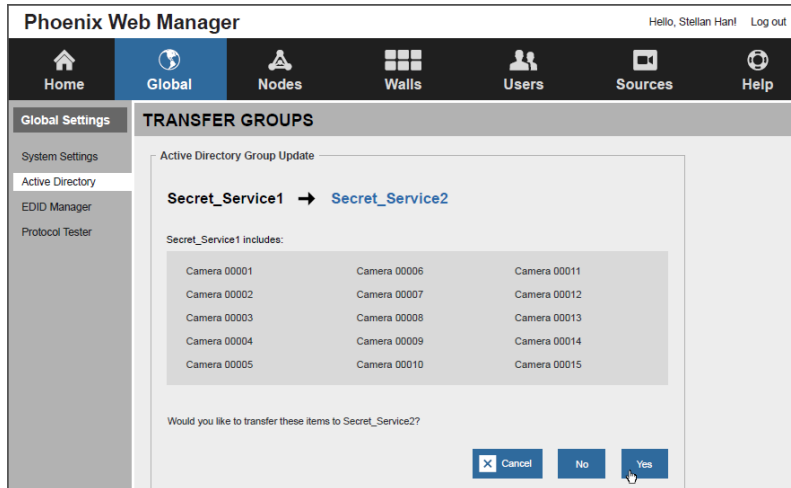 Phoenix Web Manager
Hello, Stellan Han! Log out
Home Global Nodes Walls Users Sources Help
Global Settings
System Settings
Active Directory
EDID Manager
Protocol Tester
TRANSFER GROUPS
Active Directory Group Update
Secret_Service1 → Secret_Service2
Secret_Service1 includes:
Camera 00001 Camera 00006 Camera 00011
Camera 00002 Camera 00007 Camera 00012
Camera 00003 Camera 00008 Camera 00013
Camera 00004 Camera 00009 Camera 00014
Camera 00005 Camera 00010 Camera 00015
Would you like to transfer these items to Secret_Service2?
Cancel No Yes